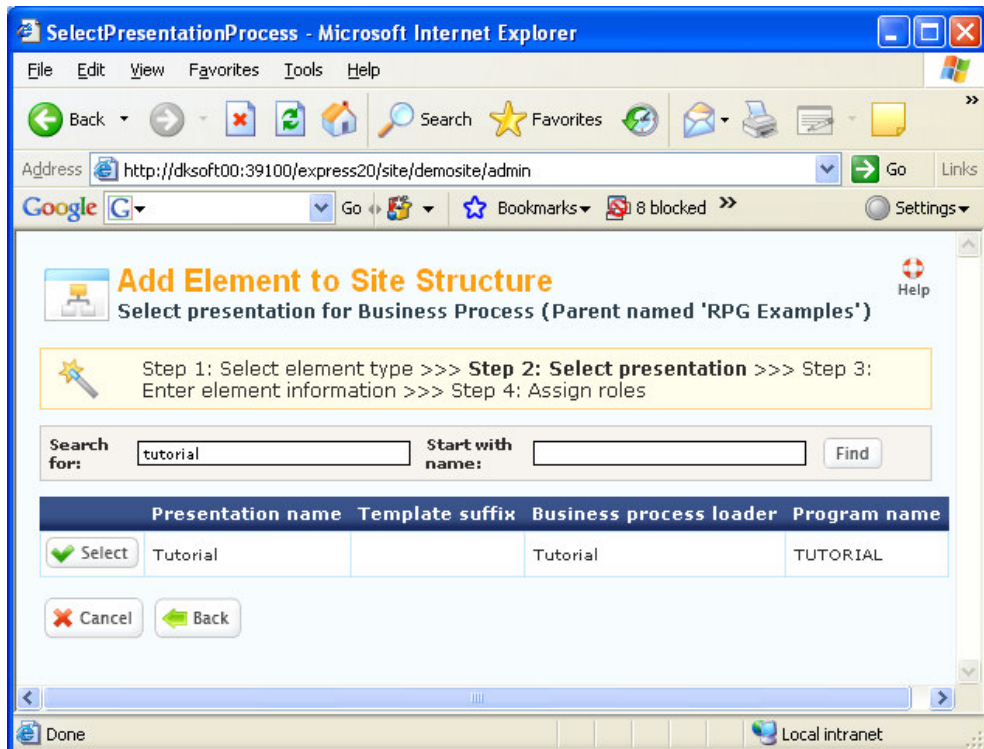 SelectPresentationProcess - Microsoft Internet Explorer
File Edit View Favorites Tools Help
Back Search Favorites »
Address http://dksoft00:39100/express20/site/demosite/admin Go Links
Google G Go Bookmarks 8 blocked » Settings
Add Element to Site Structure
Help
Select presentation for Business Process (Parent named 'RPG Examples')
Step 1: Select element type >>> Step 2: Select presentation >>> Step 3:
Enter element information >>> Step 4: Assign roles
Search for: tutorial Start with name: Find
Presentation name Template suffix Business process loader Program name
Select Tutorial Tutorial TUTORIAL
Cancel Back
Done Local intranet